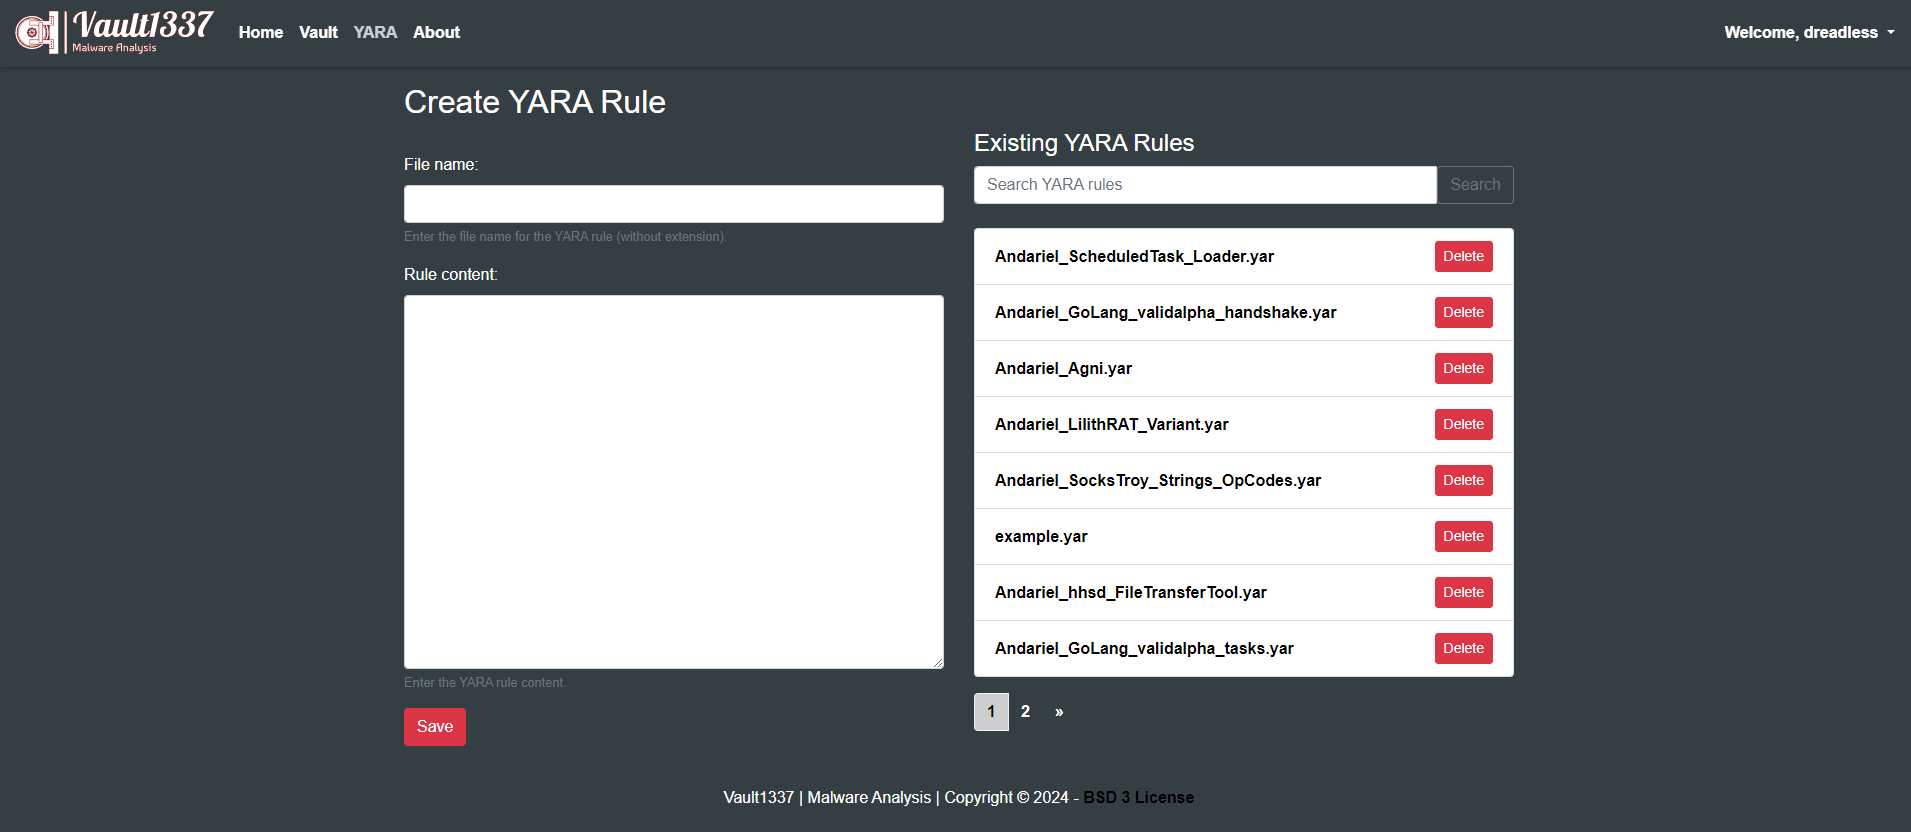 Vault1337
Malware Analysis
Home Vault YARA About
Welcome, dreadless
Create YARA Rule
File name:
Enter the file name for the YARA rule (without extension).
Rule content:
Enter the YARA rule content.
Save
Existing YARA Rules
Search YARA rules Search
Andariel_ScheduledTask_Loader.yar Delete
Andariel_GoLang_validalpha_handshake.yar Delete
Andariel_Agni.yar Delete
Andariel_LilithRAT_Variant.yar Delete
Andariel_SocksTroy_Strings_OpCodes.yar Delete
example.yar Delete
Andariel_hhsd_FileTransferTool.yar Delete
Andariel_GoLang_validalpha_tasks.yar Delete
1 2 »
Vault1337 | Malware Analysis | Copyright © 2024 - BSD 3 License